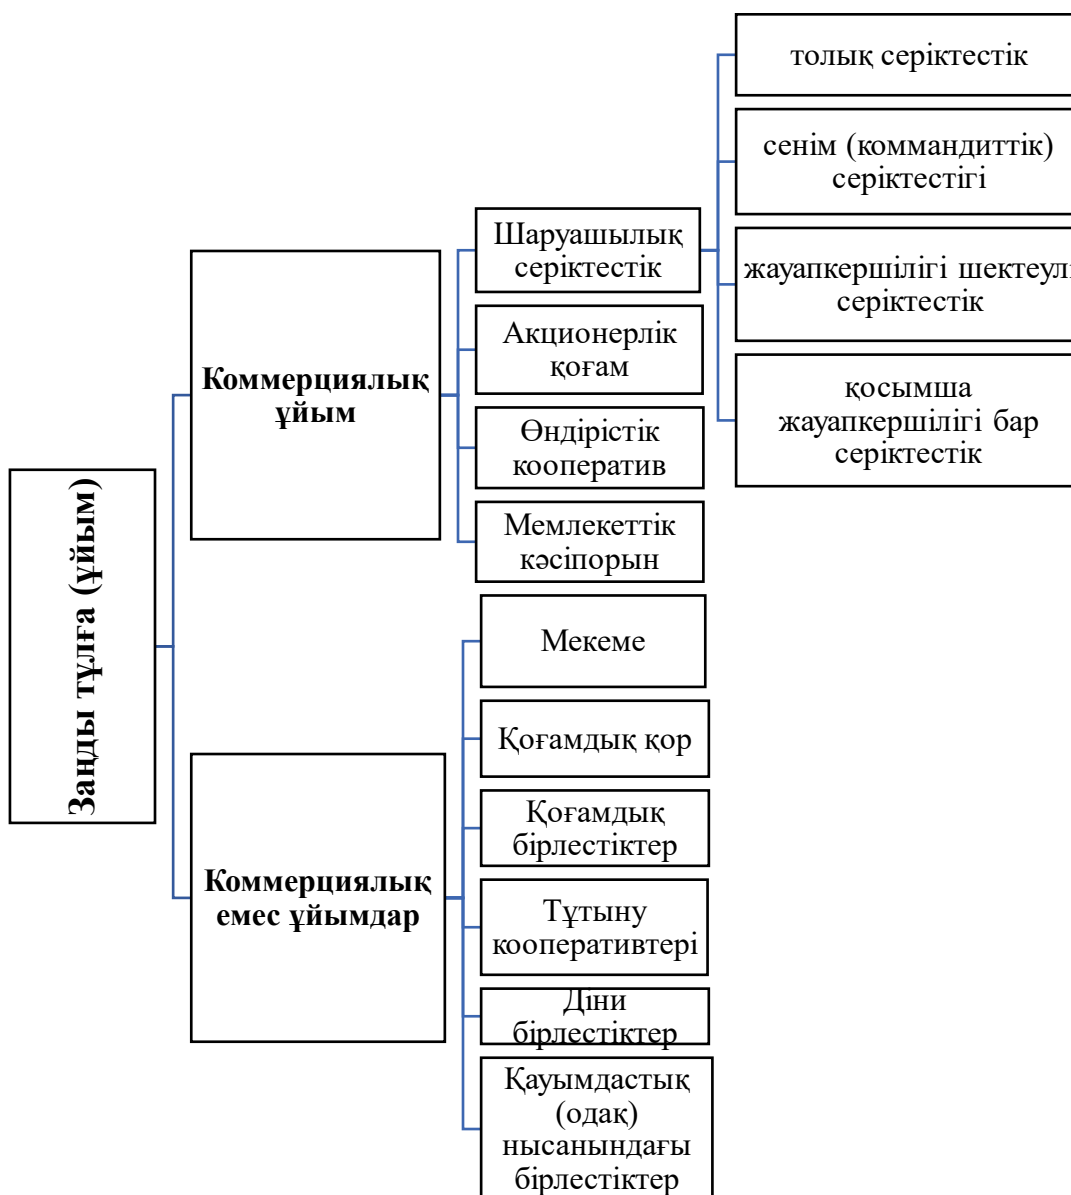 Заңды тұлға (ұйым)
Коммерциялық
ұйым
Шаруашылық
серіктестік
толық серіктестік
сенім (коммандиттік)
серіктестігі
жауапкершілігі шектеулі
серіктестік
қосымша
жауапкершілігі бар
серіктестік
Акционерлік
қоғам
Өндірістік
кооператив
Мемлекеттік
кәсіпорын
Коммерциялық
емес ұйымдар
Мекеме
Қоғамдық қор
Қоғамдық
бірлестіктер
Тұтыну
кооперативтері
Діни
бірлестіктер
Қауымдастық
(одақ)
нысанындағы
бірлестіктер